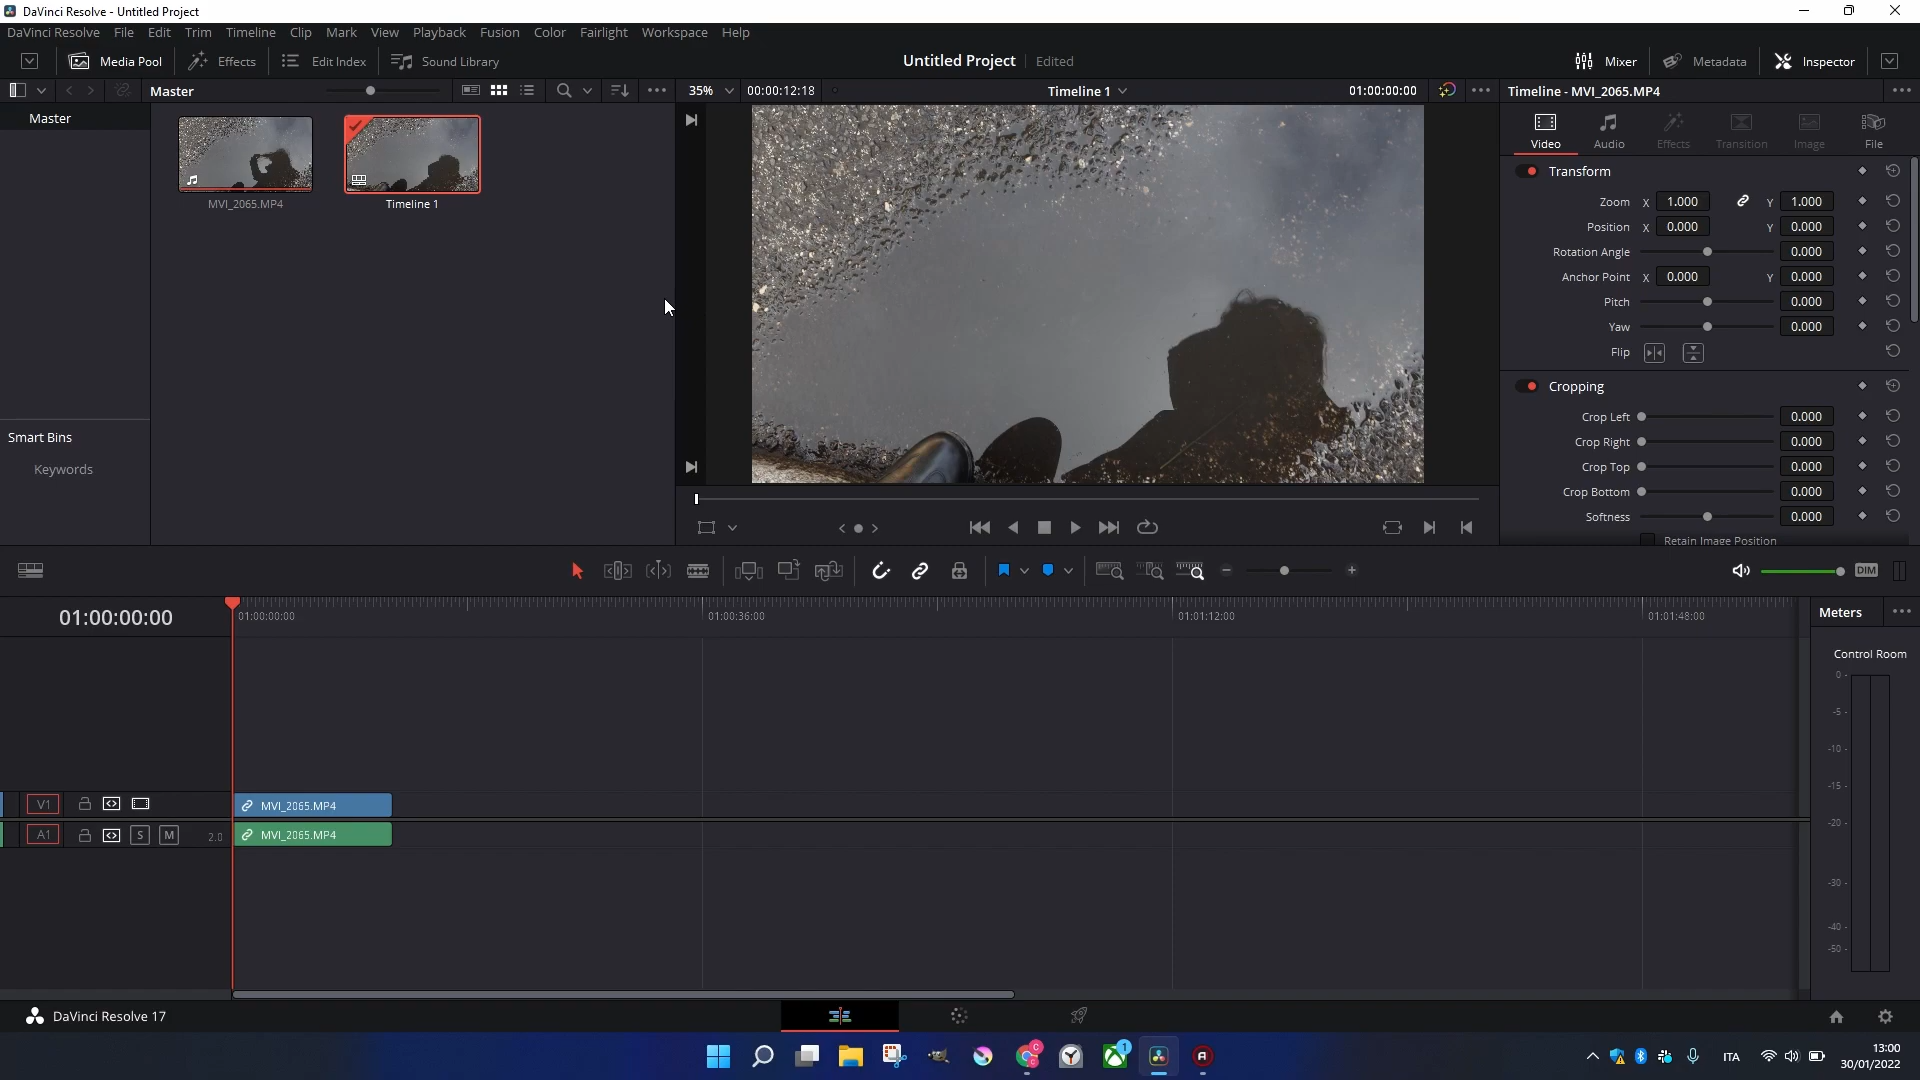 DaVinci Resolve - Untitled Project
DaVinci Resolve File Edit Trim Timeline Clip Mark View Playback Fusion Color Fairlight Workspace Help
Media Pool Effects Edit Index Sound Library Untitled Project Edited Mixer Metadata Inspector
Master 35% 00:00:12:18 Timeline 1 01:00:00:00 Timeline - MVI_2065.MP4
Master
Video Audio Effects Transition Image File
MVI_2065.MP4 Timeline 1
Transform
Zoom X 1.000 Y 1.000
Position X 0.000 Y 0.000
Rotation Angle 0.000
Anchor Point X 0.000 Y 0.000
Pitch 0.000
Yaw 0.000
Flip
Cropping
Crop Left 0.000
Crop Right 0.000
Crop Top 0.000
Crop Bottom 0.000
Softness 0.000
Retain Image Position
Smart Bins
Keywords
DIM
01:00:00:00 01:00:00:00 01:00:36:00 01:01:12:00 01:01:48:00 Meters
Control Room
0
-5
-10
-15
-20
-30
-40
-50
V1 MVI_2065.MP4
A1 S M 2.0 MVI_2065.MP4
DaVinci Resolve 17
C 1 ITA 13:00
30/01/2022